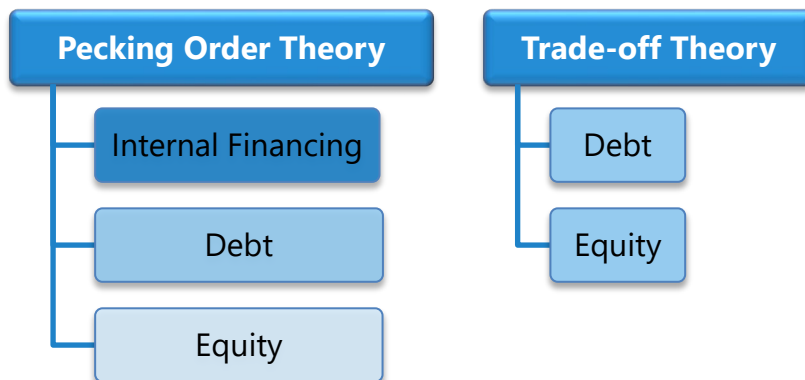 Pecking Order Theory
Internal Financing
Debt
Equity
Trade-off Theory
Debt
Equity